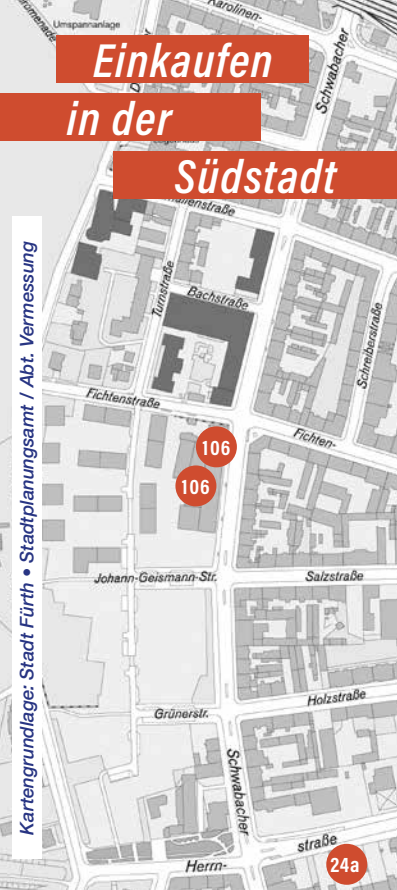 Karolinen-
Umspannanlage
Schwabacher
Einkaufen
in der
Südstadt
Turnstraße
Bachstraße
Schreiberstraße
Fichtenstraße
Fichten-
106
106
Johann-Geismann-Str.
Salzstraße
Holzstraße
Grünerstr.
Schwabacher
straße
Herrn-
24a
Kartengrundlage: Stadt Fürth • Stadtplanungsamt / Abt. Vermessung